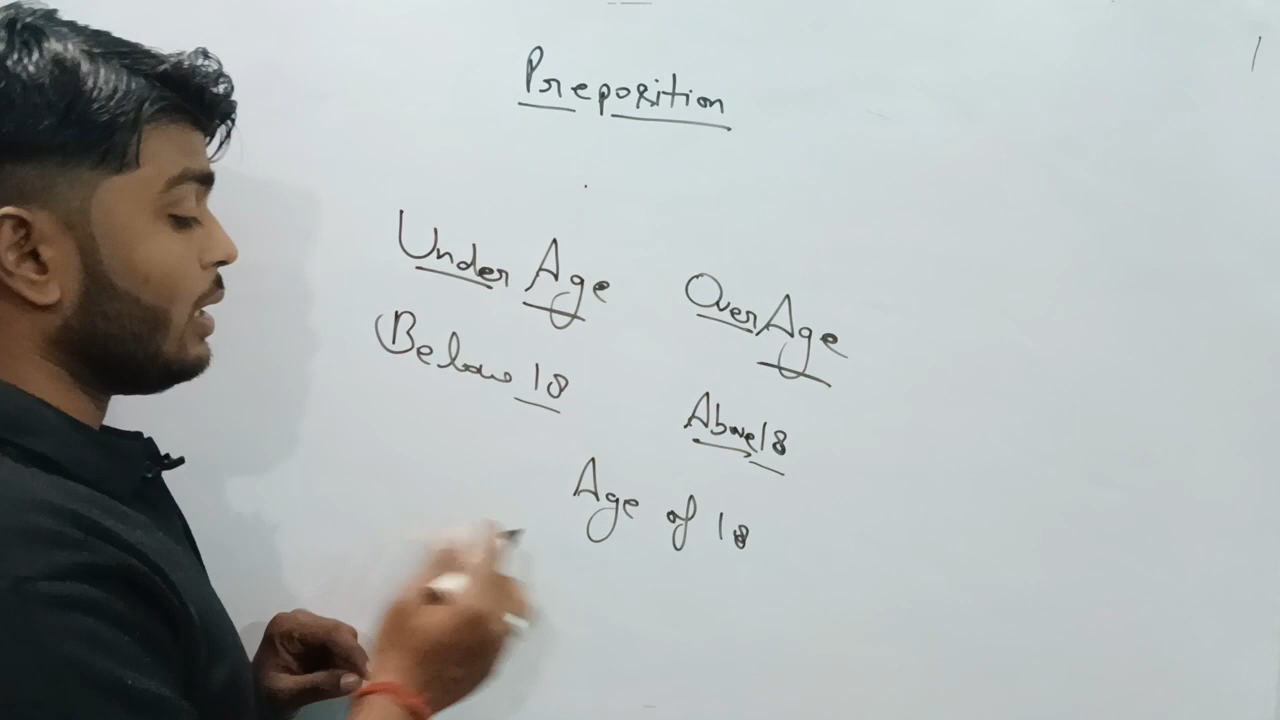 Preposition
Under Age
Over Age
Below 18
Above 18
Age of 18